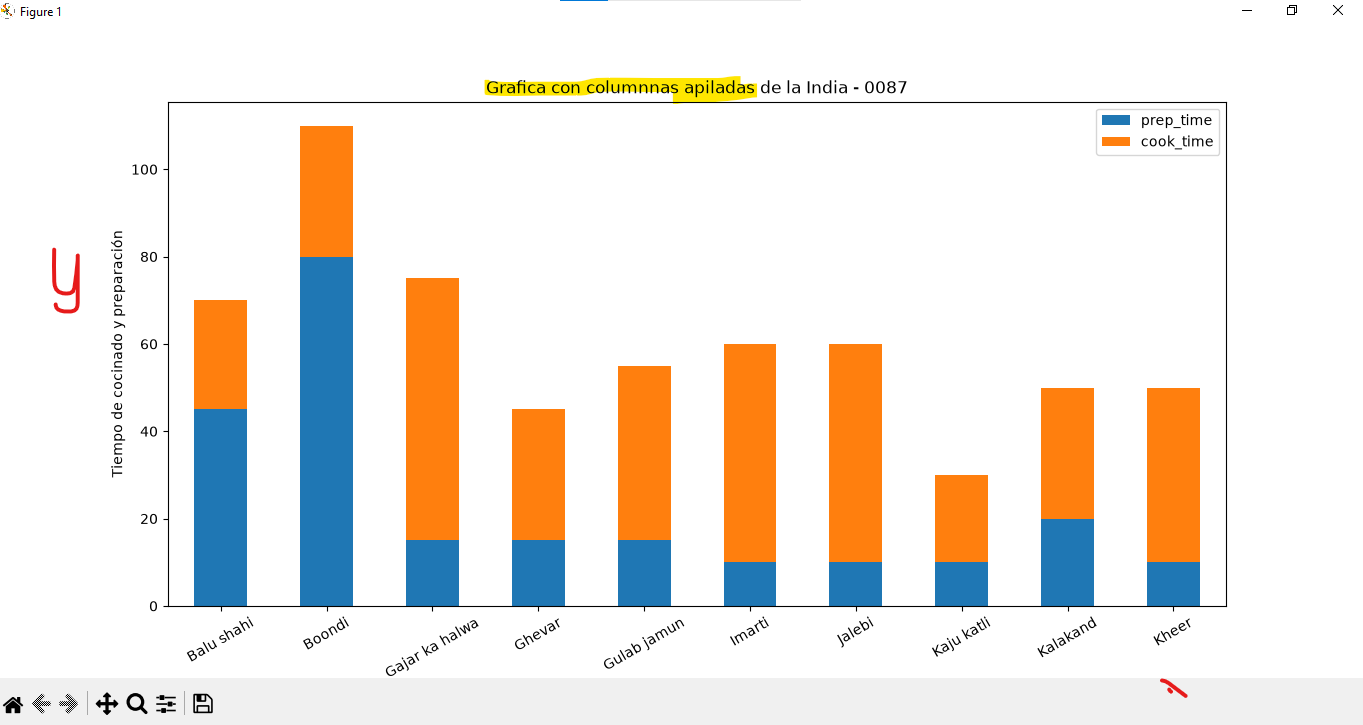 Figure 1
Grafica con columnnas apiladas de la India - 0087
prep_time
cook_time
Tiempo de cocinado y preparación
y
100
80
60
40
20
0
Balu shahi
Boondi
Gajar ka halwa
Ghevar
Gulab jamun
Imarti
Jalebi
Kaju katli
Kalakand
Kheer